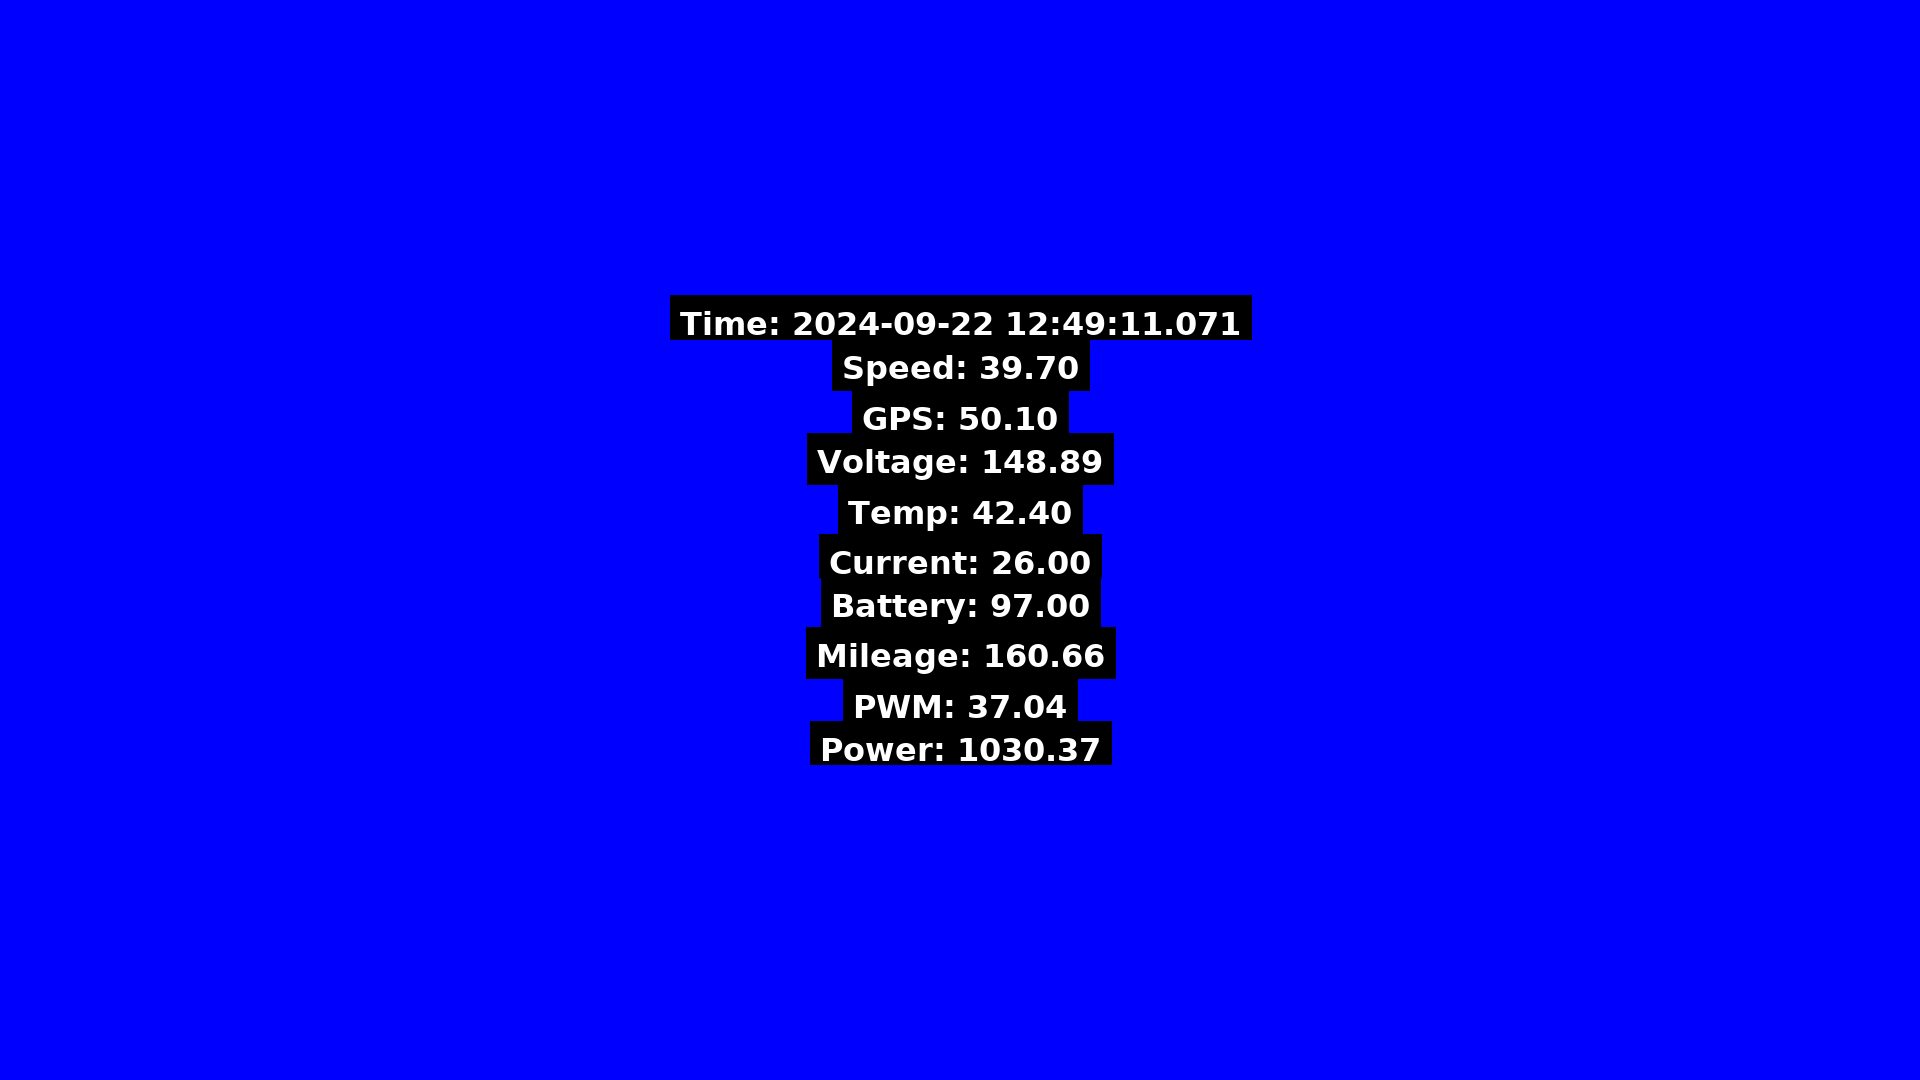 Time: 2024-09-22 12:49:11.071
Speed: 39.70
GPS: 50.10
Voltage: 148.89
Temp: 42.40
Current: 26.00
Battery: 97.00
Mileage: 160.66
PWM: 37.04
Power: 1030.37